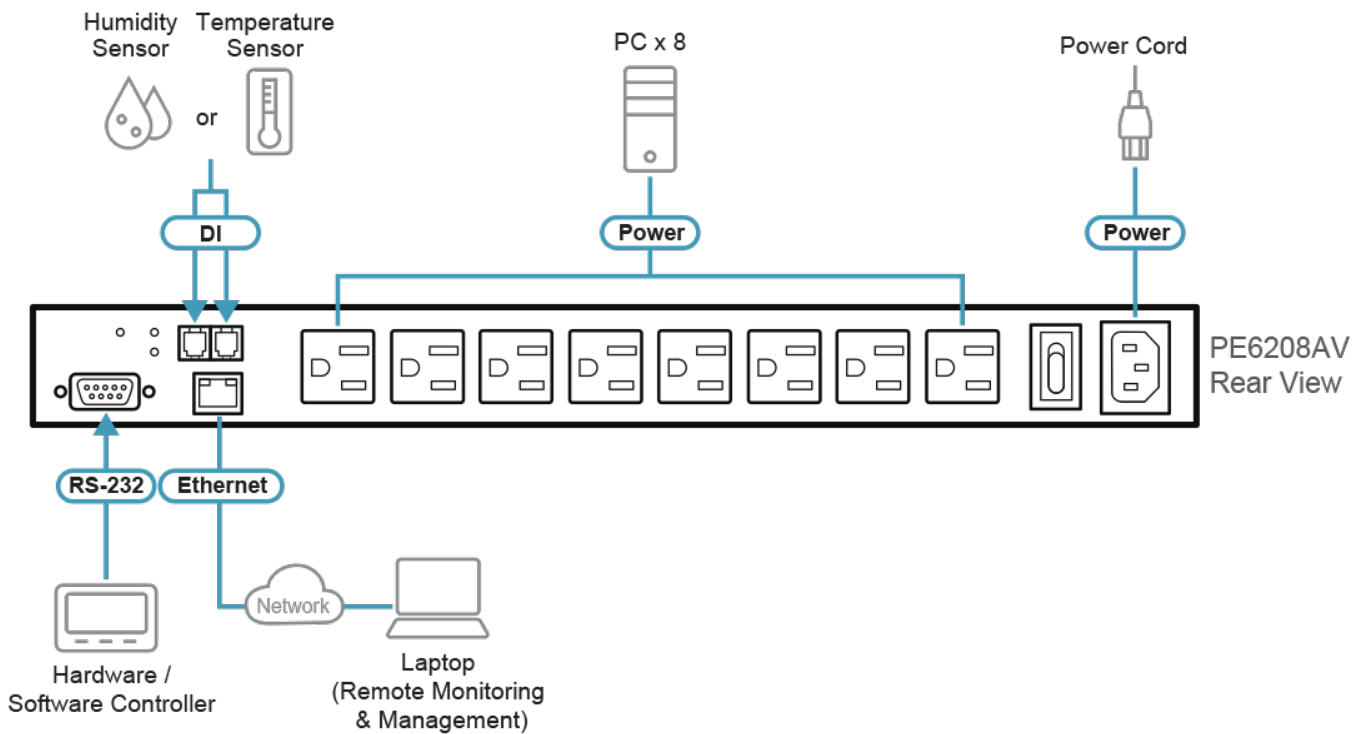 Humidity
Sensor
Temperature
Sensor
or
PC x 8
Power Cord
DI
Power
Power
PE6208AV
Rear View
RS-232
Ethernet
Network
Hardware /
Software Controller
Laptop
(Remote Monitoring
& Management)